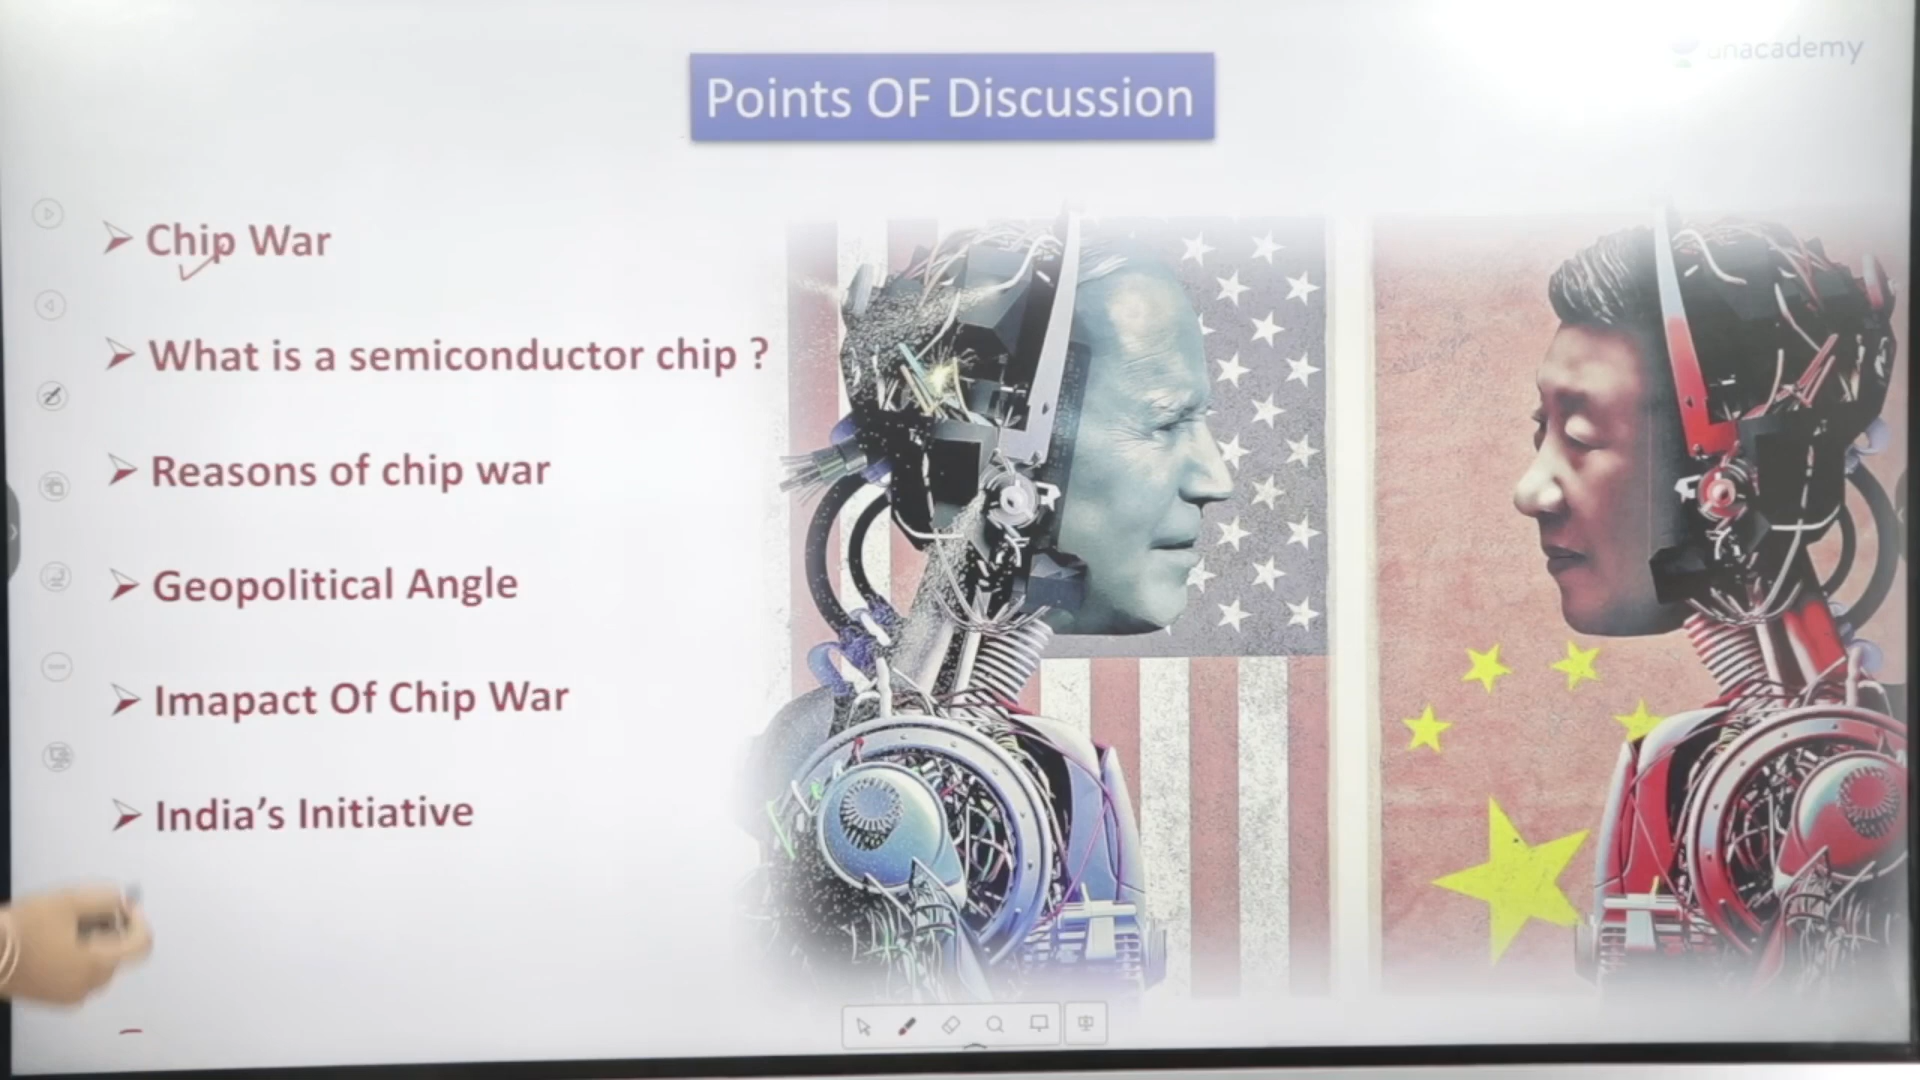 unacademy
Points OF Discussion
Chip War
What is a semiconductor chip ?
Reasons of chip war
Geopolitical Angle
Imapact Of Chip War
India's Initiative